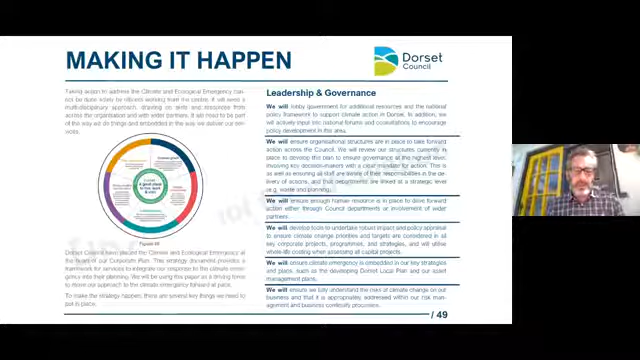 MAKING IT HAPPEN
Dorset
Council
Taking action to address the Climate and Ecological Emergency can
not be done solely by officers working from the centre. It will need a
multidisciplinary approach, drawing on skills and resources from
across the organisation and with wider partners. It will need to be part
of the way we do things and embedded in the way we deliver our ser-
vices.
Figure
Dorset Council have placed the Climate and Ecological Emergency at
the heart of our Corporate Plan. This strategy document provides a
framework for services to integrate our response to the climate emer-
gency into their planning. We will be using this paper as a driving force
to move our approach to the climate emergency forward at pace.
To make the strategy happen, there are several key things we need to
put in place.
Leadership & Governance
We will lobby government for additional resources and the national
policy framework to support climate action in Dorset. In addition, we
will actively input into national forums and consultations to encourage
policy development in this area.
We will ensure organisational structures are in place to take forward
action across the Council. We will review our structures currently in
place to develop this plan to ensure governance at the highest level,
involving key decision-makers with a clear mandate for action. This is
as well as ensuring all staff are aware of their responsibilities in the de-
livery of actions, and that departments are linked at a strategic level
(e.g. waste and planning).
We will ensure enough human resource is in place to drive forward
action either through Council departments or involvement of wider
partners.
We will develop tools to undertake robust impact and policy appraisal
to ensure climate change priorities and targets are considered in all
key corporate projects, programmes, and strategies, and will utilise
whole-life costing when assessing all capital projects.
We will ensure climate emergency is embedded in our key strategies
and plans, such as the developing Dorset Local Plan and our asset
management plans.
We will ensure we fully understand the risks of climate change on our
business and that it is appropriately addressed within our risk man-
agement and business continuity processes.
/ 49